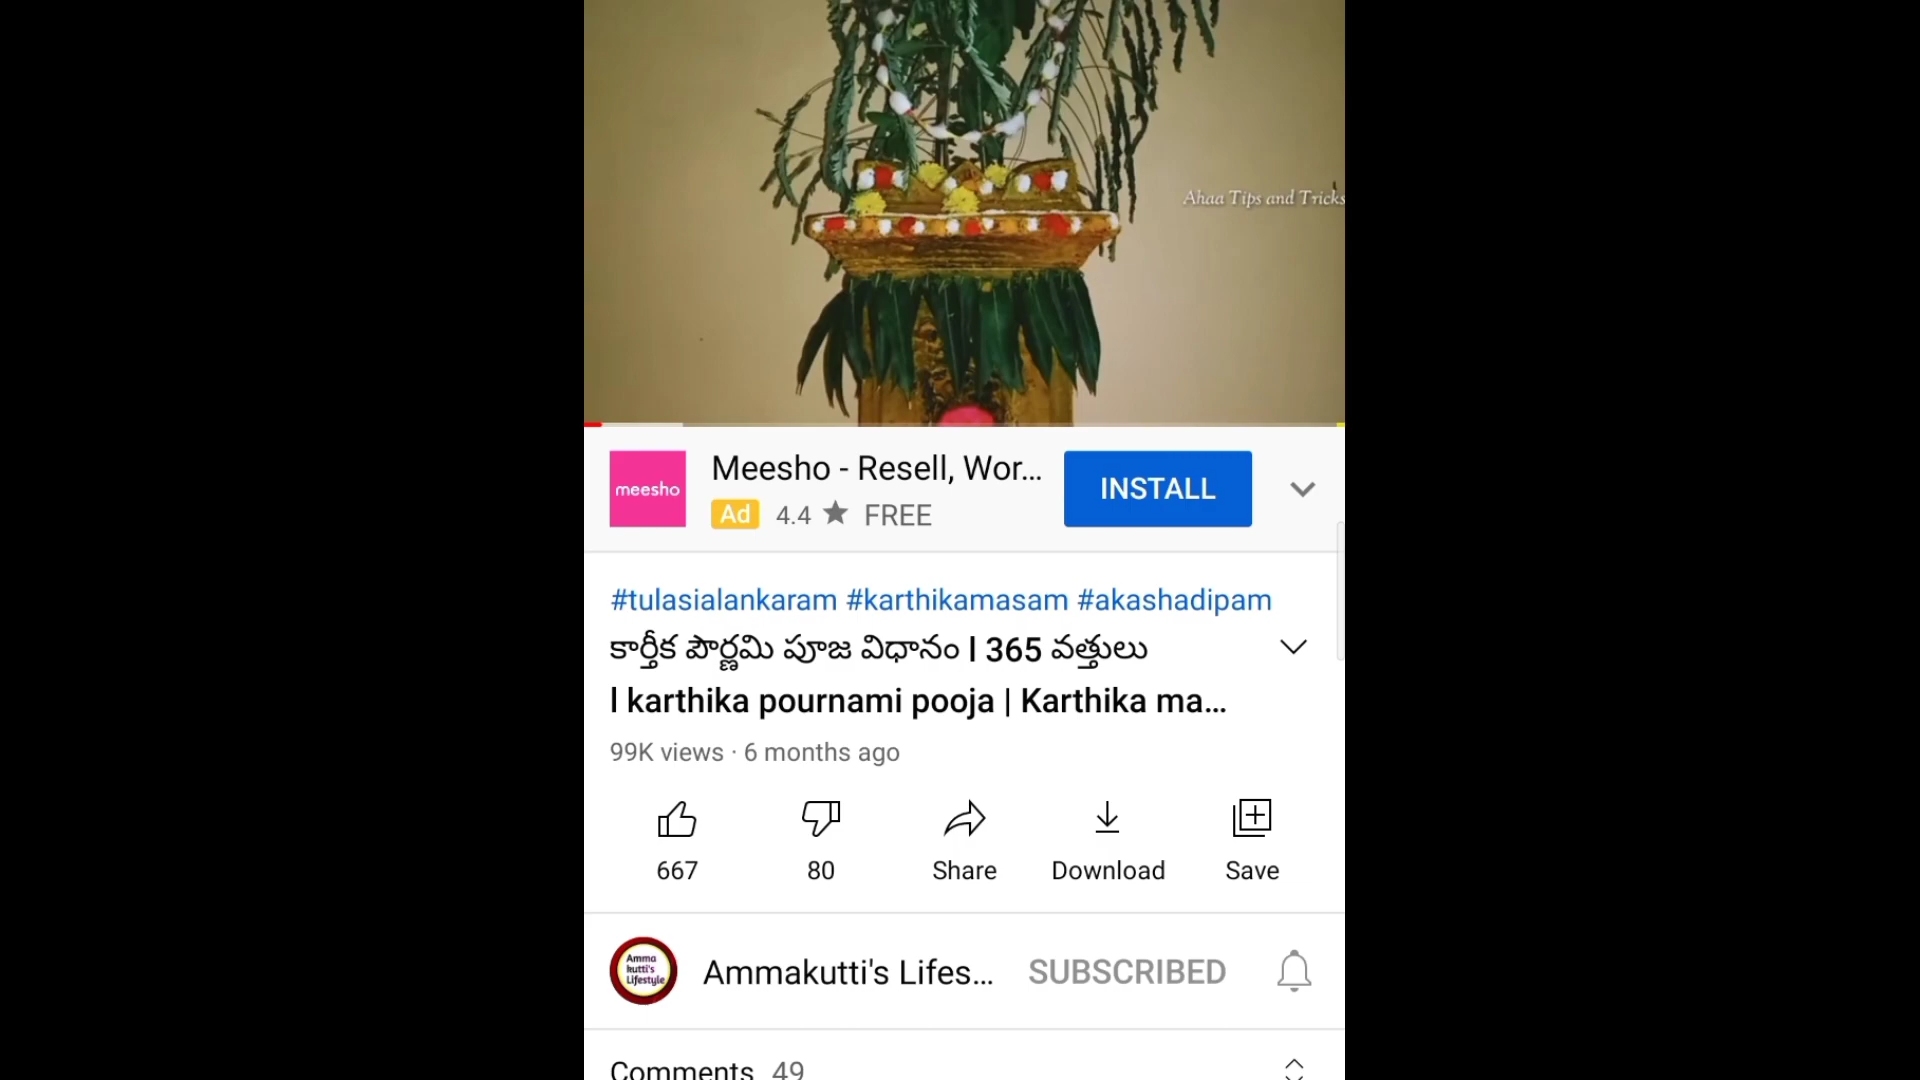 Ahaa Tips and Tricks
meesho
Meesho - Resell, Wor...
INSTALL
Ad 4.4 ★ FREE
#tulasialankaram #karthikamasam #akashadipam
కార్తీక పౌర్ణమి పూజ విధానం l 365 వత్తులు
l karthika pournami pooja | Karthika ma...
99K views · 6 months ago
667 80 Share Download Save
Amma
kutti's
Lifestyle
Ammakutti's Lifes... SUBSCRIBED
Comments 49